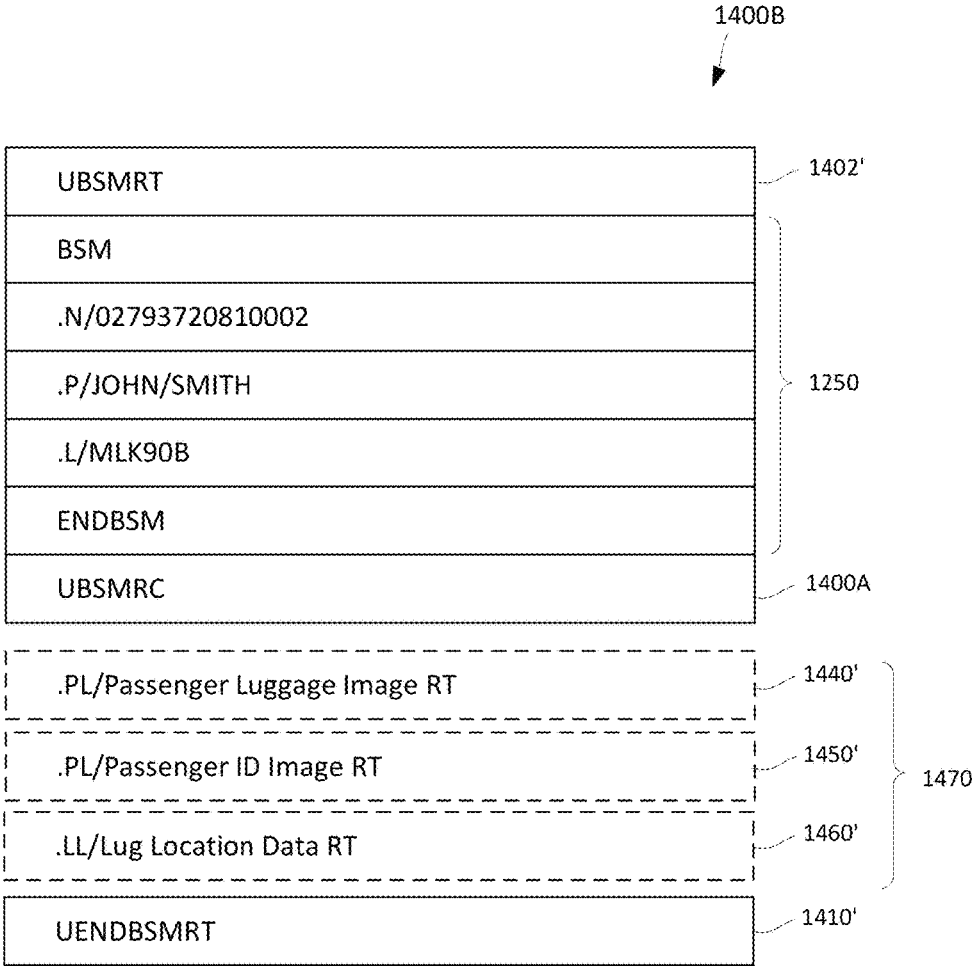 1400B
UBSMRT
1402'
BSM
.N/02793720810002
.P/JOHN/SMITH
1250
.L/MLK90B
ENDBSM
UBSMRC
1400A
.PL/Passenger Luggage Image RT
1440'
.PL/Passenger ID Image RT
1450'
1470
.LL/Lug Location Data RT
1460'
UENDBSMRT
1410'